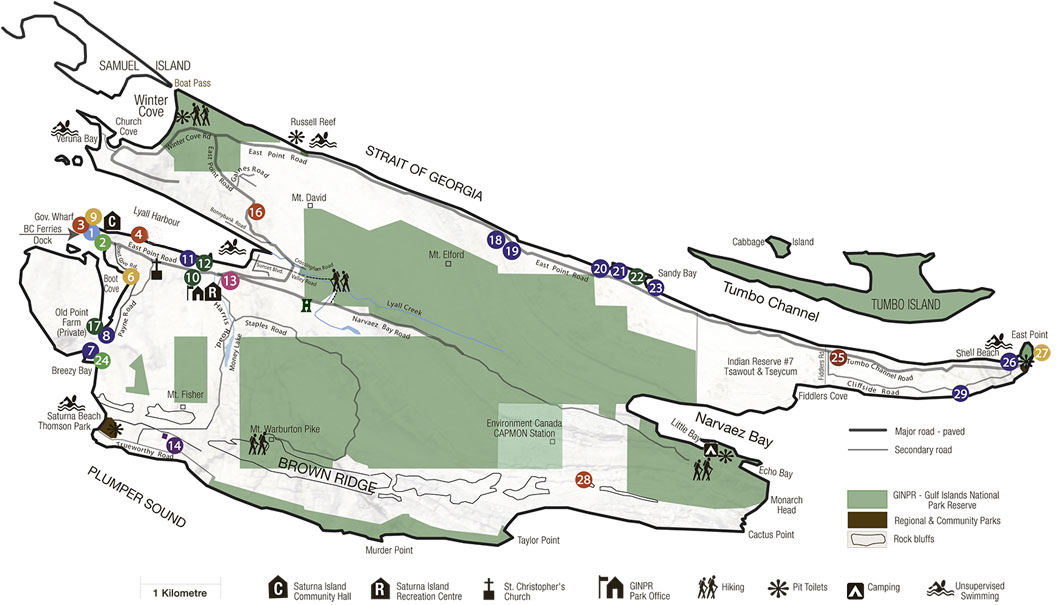 SAMUEL ISLAND
Boat Pass
Winter
Cove
Church
Cove
Veruna Bay
Winter Cove Rd
East Point Road
Russell Reef
East Point Road
STRAIT OF GEORGIA
Gaines Road
Mt. David
16
Bonnybank Road
Lyall Harbour
Gov. Wharf
BC Ferries
Dock
9
3
1
2
C
4
East Point Road
11
12
10
R
13
Sunset Blvd.
Valley Road
6
Boot
Cove
Payne Road
Harris Road
Money Lake
Staples Road
H
Lyall Creek
Narvaez Bay Road
Mt. Elford
18
19
East Point Road
20
21
22
23
Sandy Bay
Cabbage Island
TUMBO ISLAND
Tumbo Channel
East Point
Shell Beach
26
27
25
Tumbo Channel Road
Fiddlers Rd
Cliffside Road
29
Fiddlers Cove
Indian Reserve #7
Tsawout & Tseycum
Old Point
Farm
(Private)
17
8
7
24
Breezy Bay
Mt. Fisher
Saturna Beach
Thomson Park
14
Trueworthy Road
Mt. Warburton Pike
BROWN RIDGE
Environment Canada
CAPMON Station
28
Narvaez Bay
Little Bay
Echo Bay
Monarch
Head
Cactus Point
Taylor Point
Murder Point
PLUMPER SOUND
Major road - paved
Secondary road
GINPR - Gulf Islands National
Park Reserve
Regional & Community Parks
Rock bluffs
1 Kilometre
C
Saturna Island
Community Hall
R
Saturna Island
Recreation Centre
St. Christopher's
Church
GINPR
Park Office
Hiking
Pit Toilets
Camping
Unsupervised
Swimming